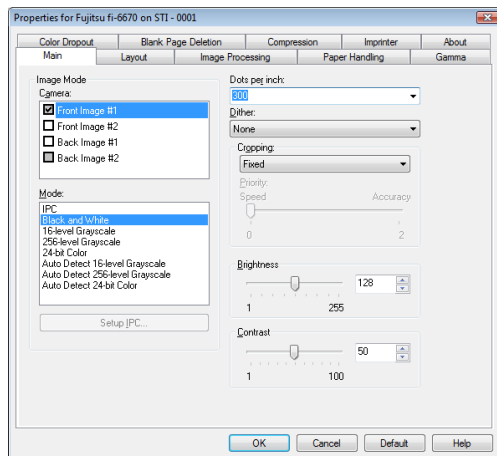 Properties for Fujitsu fi-6670 on STI - 0001
Color Dropout Blank Page Deletion Compression Imprinter About
Main Layout Image Processing Paper Handling Gamma
Image Mode
Camera:
Front Image #1
Front Image #2
Back Image #1
Back Image #2
Mode:
IPC
Black and White
16-level Grayscale
256-level Grayscale
24-bit Color
Auto Detect 16-level Grayscale
Auto Detect 256-level Grayscale
Auto Detect 24-bit Color
Setup IPC...
Dots per inch:
300
Dither:
None
Cropping:
Fixed
Priority:
Speed Accuracy
0 2
Brightness
128
1 255
Contrast
50
1 100
OK Cancel Default Help